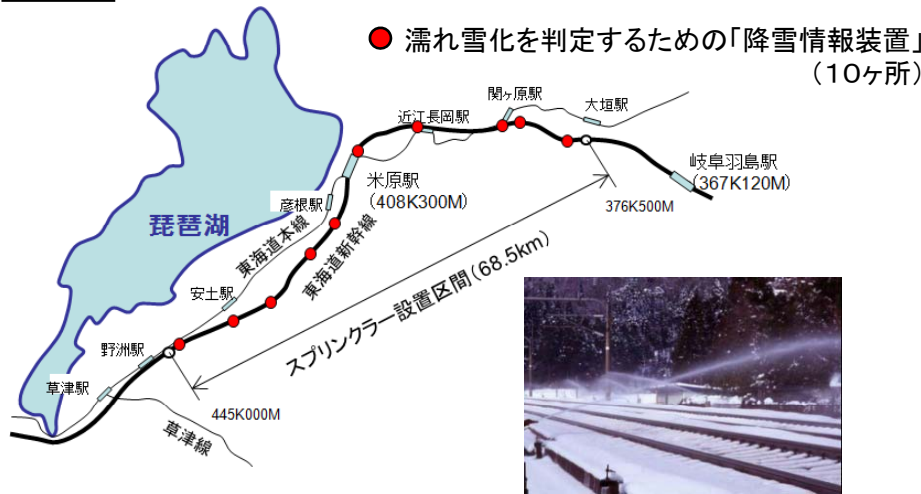 濡れ雪化を判定するための「降雪情報装置」
(10ヶ所)
関ヶ原駅
大垣駅
近江長岡駅
岐阜羽島駅
(367K120M)
米原駅
(408K300M)
376K500M
彦根駅
琵琶湖
東海道本線
東海道新幹線
スプリンクラー設置区間(68.5km)
安土駅
野洲駅
草津駅
445K000M
草津線